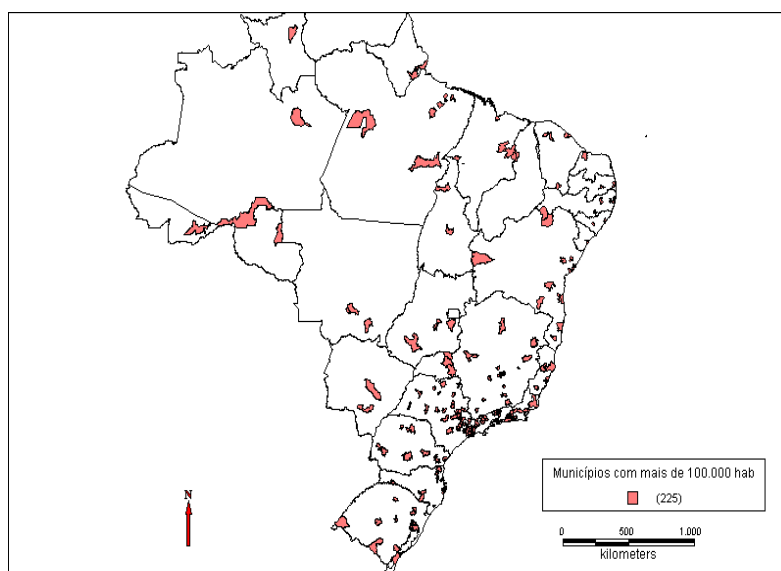 N
Municípios com mais de 100.000 hab
(225)
0 500 1.000
kilometers